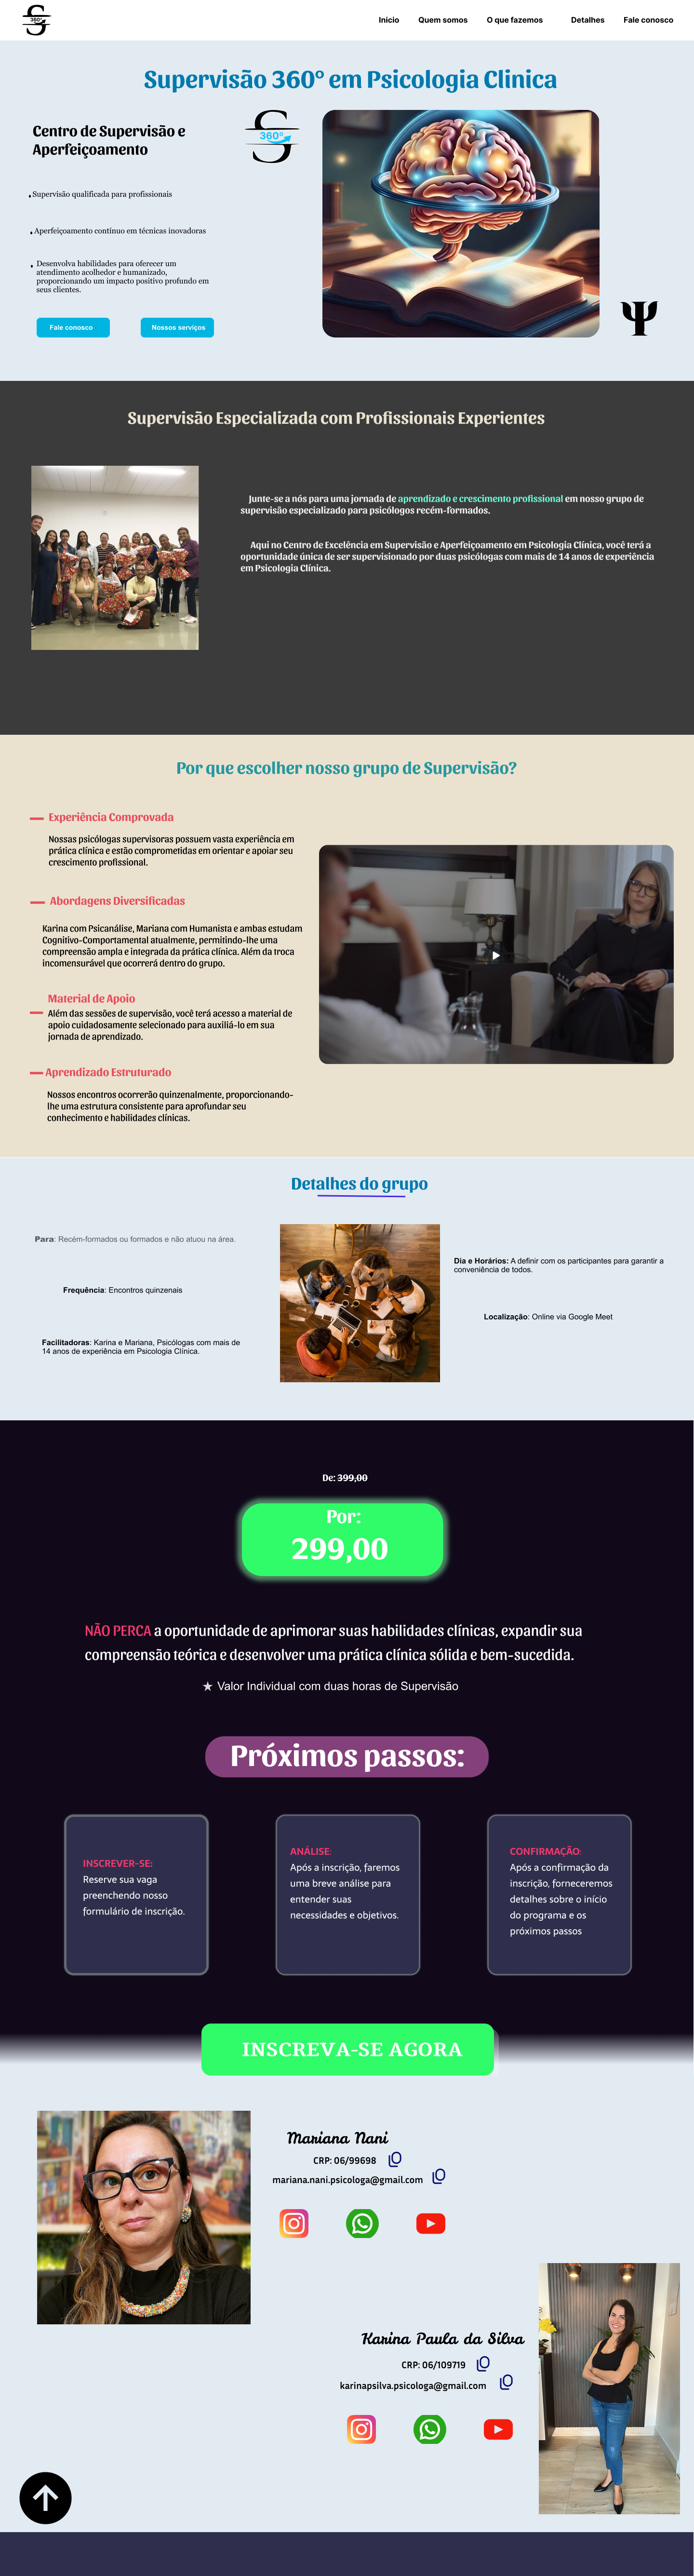 360º
Inicio Quem somos O que fazemos Detalhes Fale conosco
Supervisão 360° em Psicologia Clinica
Centro de Supervisão e
Aperfeiçoamento
360º
Supervisão qualificada para profissionais
Aperfeiçoamento contínuo em técnicas inovadoras
Desenvolva habilidades para oferecer um
atendimento acolhedor e humanizado,
proporcionando um impacto positivo profundo em
seus clientes.
Fale conosco Nossos serviços
Supervisão Especializada com Profissionais Experientes
Junte-se a nós para uma jornada de aprendizado e crescimento profissional em nosso grupo de
supervisão especializado para psicólogos recém-formados.
Aqui no Centro de Excelência em Supervisão e Aperfeiçoamento em Psicologia Clínica, você terá a
oportunidade única de ser supervisionado por duas psicólogas com mais de 14 anos de experiência
em Psicologia Clínica.
Por que escolher nosso grupo de Supervisão?
Experiência Comprovada
Nossas psicólogas supervisoras possuem vasta experiência em
prática clínica e estão comprometidas em orientar e apoiar seu
crescimento profissional.
Abordagens Diversificadas
Karina com Psicanálise, Mariana com Humanista e ambas estudam
Cognitivo-Comportamental atualmente, permitindo-lhe uma
compreensão ampla e integrada da prática clínica. Além da troca
incomensurável que ocorrerá dentro do grupo.
Material de Apoio
Além das sessões de supervisão, você terá acesso a material de
apoio cuidadosamente selecionado para auxiliá-lo em sua
jornada de aprendizado.
Aprendizado Estruturado
Nossos encontros ocorrerão quinzenalmente, proporcionando-
lhe uma estrutura consistente para aprofundar seu
conhecimento e habilidades clínicas.
Detalhes do grupo
Para: Recém-formados ou formados e não atuou na área.
Frequência: Encontros quinzenais
Facilitadoras: Karina e Mariana, Psicólogas com mais de
14 anos de experiência em Psicologia Clínica.
Dia e Horários: A definir com os participantes para garantir a
conveniência de todos.
Localização: Online via Google Meet
De: 399,00
Por:
299,00
NÃO PERCA a oportunidade de aprimorar suas habilidades clínicas, expandir sua
compreensão teórica e desenvolver uma prática clínica sólida e bem-sucedida.
★ Valor Individual com duas horas de Supervisão
Próximos passos:
INSCREVER-SE:
Reserve sua vaga
preenchendo nosso
formulário de inscrição.
ANÁLISE:
Após a inscrição, faremos
uma breve análise para
entender suas
necessidades e objetivos.
CONFIRMAÇÃO:
Após a confirmação da
inscrição, forneceremos
detalhes sobre o início
do programa e os
próximos passos
INSCREVA-SE AGORA
Mariana Nani
CRP: 06/99698
mariana.nani.psicologa@gmail.com
Karina Paula da Silva
CRP: 06/109719
karinapsilva.psicologa@gmail.com